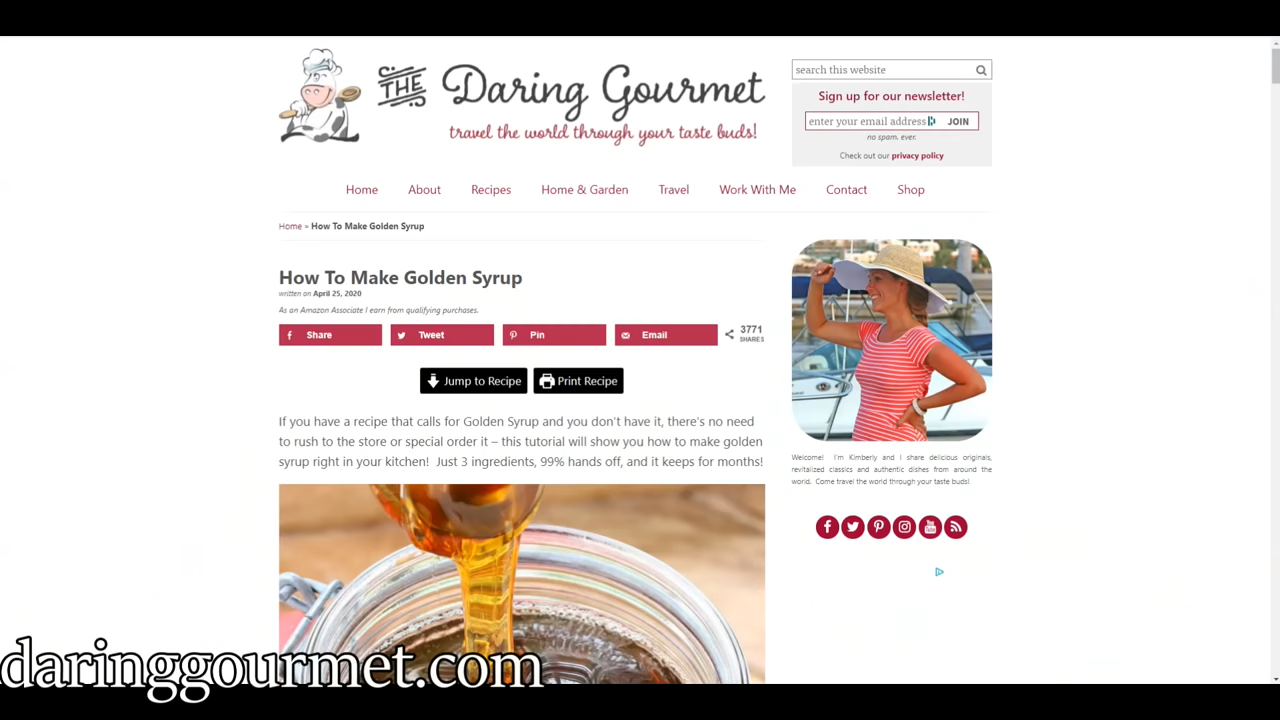 THE Daring Gourmet
travel the world through your taste buds!
search this website
Sign up for our newsletter!
enter your email address JOIN
no spam. ever.
Check out our privacy policy
Home About Recipes Home & Garden Travel Work With Me Contact Shop
Home » How To Make Golden Syrup
How To Make Golden Syrup
written on April 25, 2020
As an Amazon Associate I earn from qualifying purchases.
Share Tweet Pin Email 3771
SHARES
Jump to Recipe Print Recipe
If you have a recipe that calls for Golden Syrup and you don't have it, there's no need
to rush to the store or special order it – this tutorial will show you how to make golden
syrup right in your kitchen! Just 3 ingredients, 99% hands off, and it keeps for months!
Welcome! I'm Kimberly and I share delicious originals,
revitalized classics and authentic dishes from around the
world. Come travel the world through your taste buds!
You
Tube
daringgourmet.com